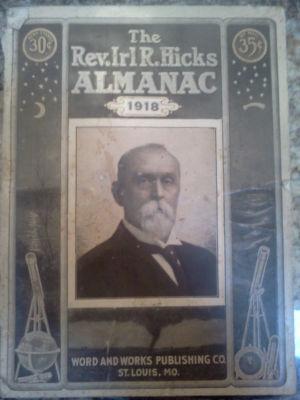 30¢
35¢
The
Rev. Irl R. Hicks
ALMANAC
1918
WORD AND WORKS PUBLISHING CO.
ST. LOUIS, MO.